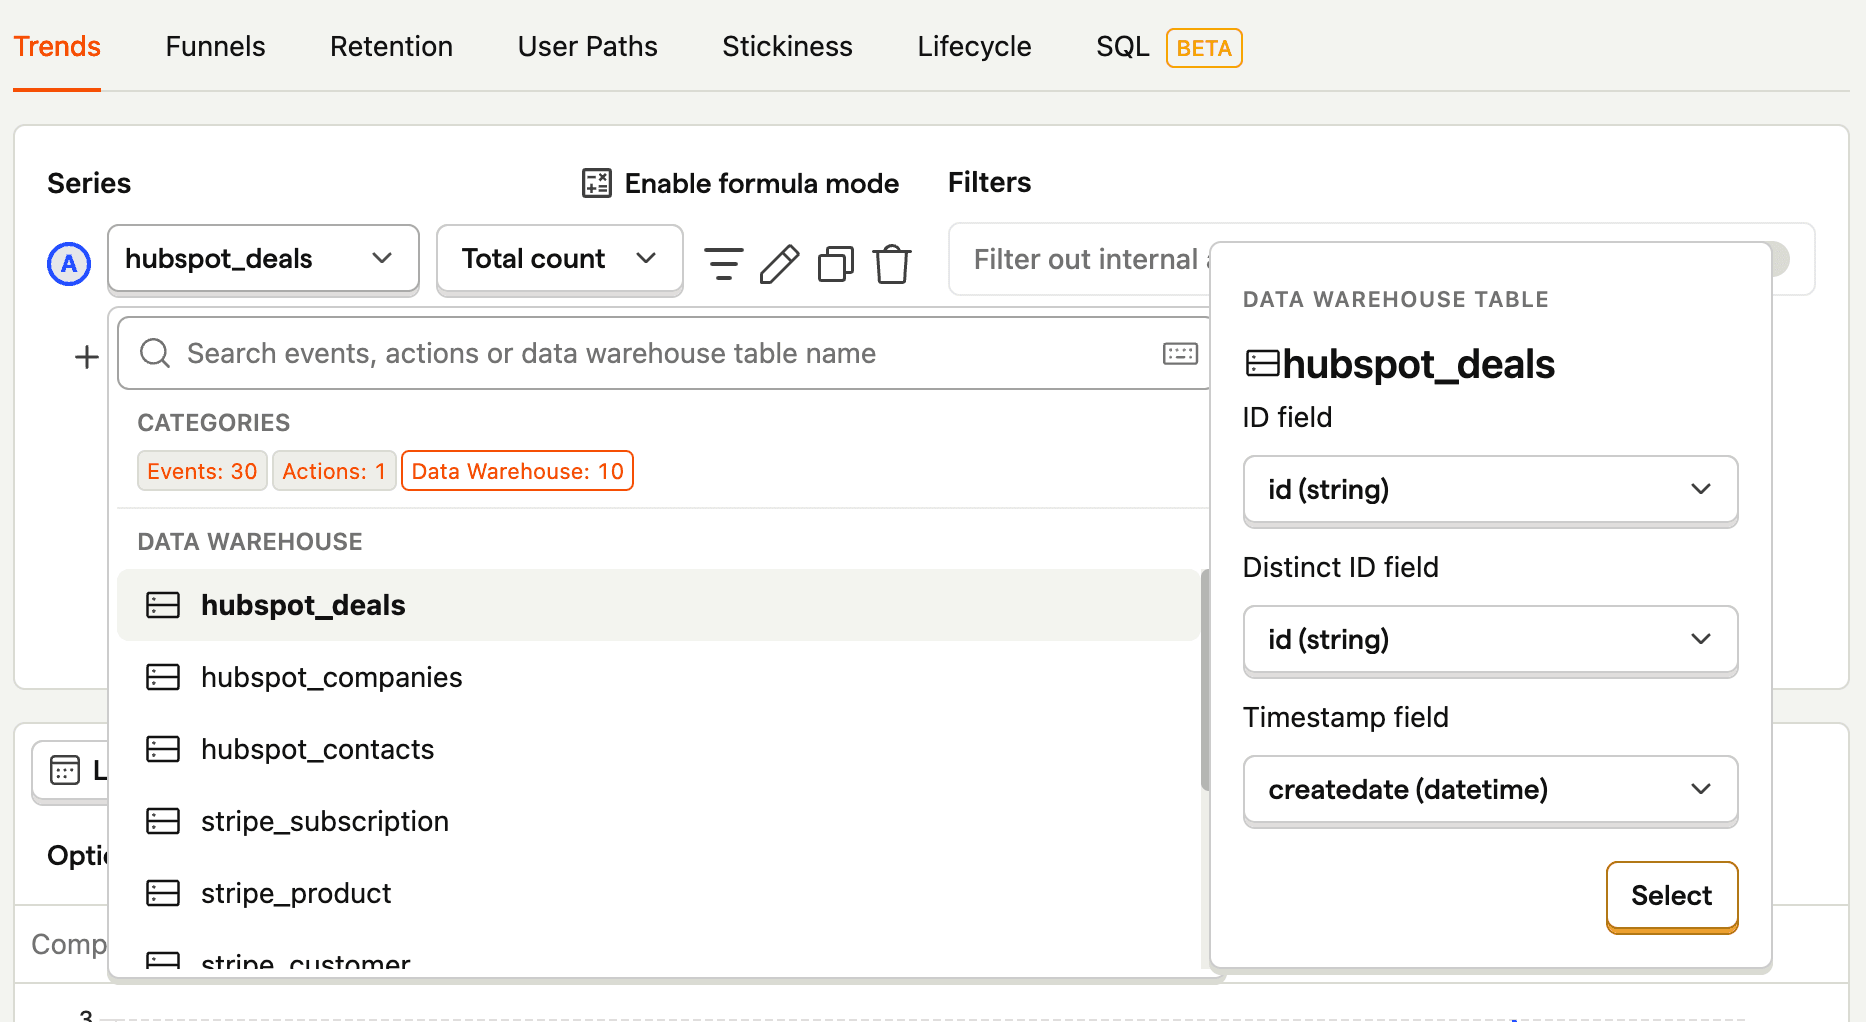 Trends Funnels Retention User Paths Stickiness Lifecycle SQL BETA
Series Enable formula mode Filters
A hubspot_deals Total count Filter out internal
Search events, actions or data warehouse table name
CATEGORIES
Events: 30 Actions: 1 Data Warehouse: 10
DATA WAREHOUSE
hubspot_deals
hubspot_companies
hubspot_contacts
stripe_subscription
stripe_product
stripe_customer
DATA WAREHOUSE TABLE
hubspot_deals
ID field
id (string)
Distinct ID field
id (string)
Timestamp field
createdate (datetime)
Select
3